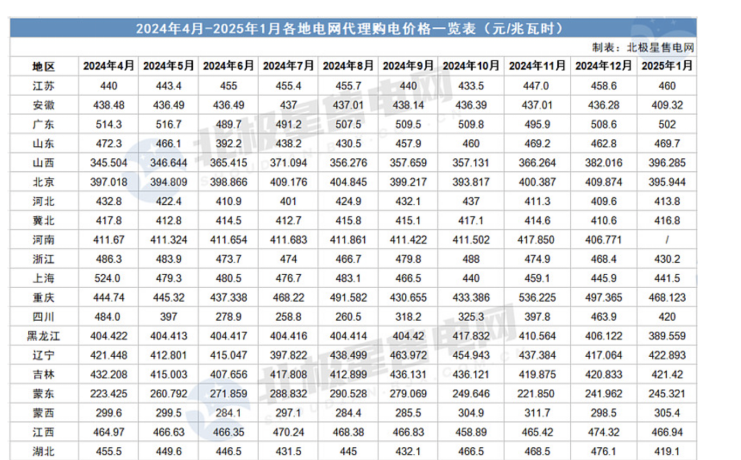 2024年4月-2025年1月各地电网代理购电价格一览表（元/兆瓦时）
制表：北极星售电网
地区 2024年4月 2024年5月 2024年6月 2024年7月 2024年8月 2024年9月 2024年10月 2024年11月 2024年12月 2025年1月
江苏 440 443.4 455 455.4 455.7 440 433.5 447.0 458.6 460
安徽 438.48 436.49 436.49 437 437.01 438.14 436.39 437.01 436.28 409.32
广东 514.3 516.7 489.7 491.2 507.5 509.5 509.8 495.9 508.6 502
山东 472.3 466.1 392.2 438.2 430.5 457.9 460 469.2 462.8 469.7
山西 345.504 346.644 365.415 371.094 356.276 357.659 357.131 366.264 382.016 396.285
北京 397.018 394.809 398.866 409.176 404.845 399.217 393.817 400.387 409.874 395.944
河北 432.8 422.4 410.9 401 424.9 432.1 437 411.3 409.6 413.8
冀北 417.8 412.8 414.5 412.7 415.8 415.1 417.1 414.6 410.6 416.8
河南 411.67 411.324 411.654 411.683 411.861 411.422 411.502 417.850 406.771 /
浙江 486.3 483.9 473.7 474 466.7 479.8 488 474.9 468.4 430.2
上海 524.0 479.3 480.5 476.7 483.1 466.5 440 459.1 445.9 441.5
重庆 444.74 445.32 437.338 468.22 491.582 430.655 433.386 536.225 497.365 468.123
四川 484.0 397 278.9 258.8 260.5 318.2 325.3 397.8 463.9 420
黑龙江 404.422 404.413 404.417 404.416 404.414 404.42 417.832 410.564 406.122 389.559
辽宁 421.448 412.801 415.047 397.822 438.499 463.972 454.943 437.384 417.064 422.893
吉林 432.208 415.003 407.656 417.808 412.899 436.131 436.121 419.875 420.833 421.42
蒙东 223.425 260.792 271.859 288.832 290.528 279.069 249.646 221.850 241.962 245.321
蒙西 299.6 299.5 284.1 297.1 284.4 285.5 304.9 311.7 298.5 305.4
江西 464.97 466.63 466.35 470.24 468.38 466.83 458.89 465.42 474.32 466.94
湖北 455.5 449.6 446.5 431.5 445 432.1 466.5 468.5 476.1 419.1
北极星售电网
北极星售电网